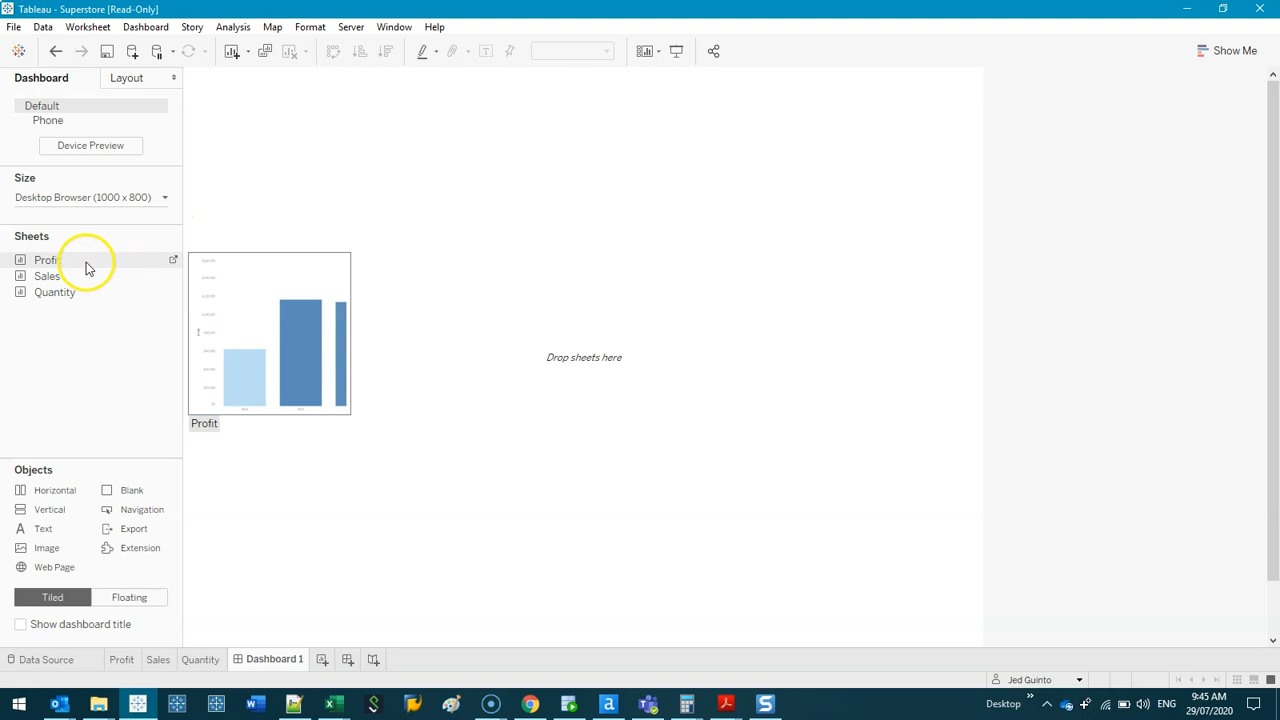 Tableau - Superstore [Read-Only]
File Data Worksheet Dashboard Story Analysis Map Format Server Window Help
Show Me
Dashboard Layout
Default
Phone
Device Preview
Size
Desktop Browser (1000 x 800)
Sheets
Profit
Sales
Quantity
Profit
Drop sheets here
Objects
Horizontal Blank
Vertical Navigation
Text Export
Image Extension
Web Page
Tiled Floating
Show dashboard title
Data Source Profit Sales Quantity Dashboard 1
Jed Guinto
Desktop ENG 9:45 AM
29/07/2020